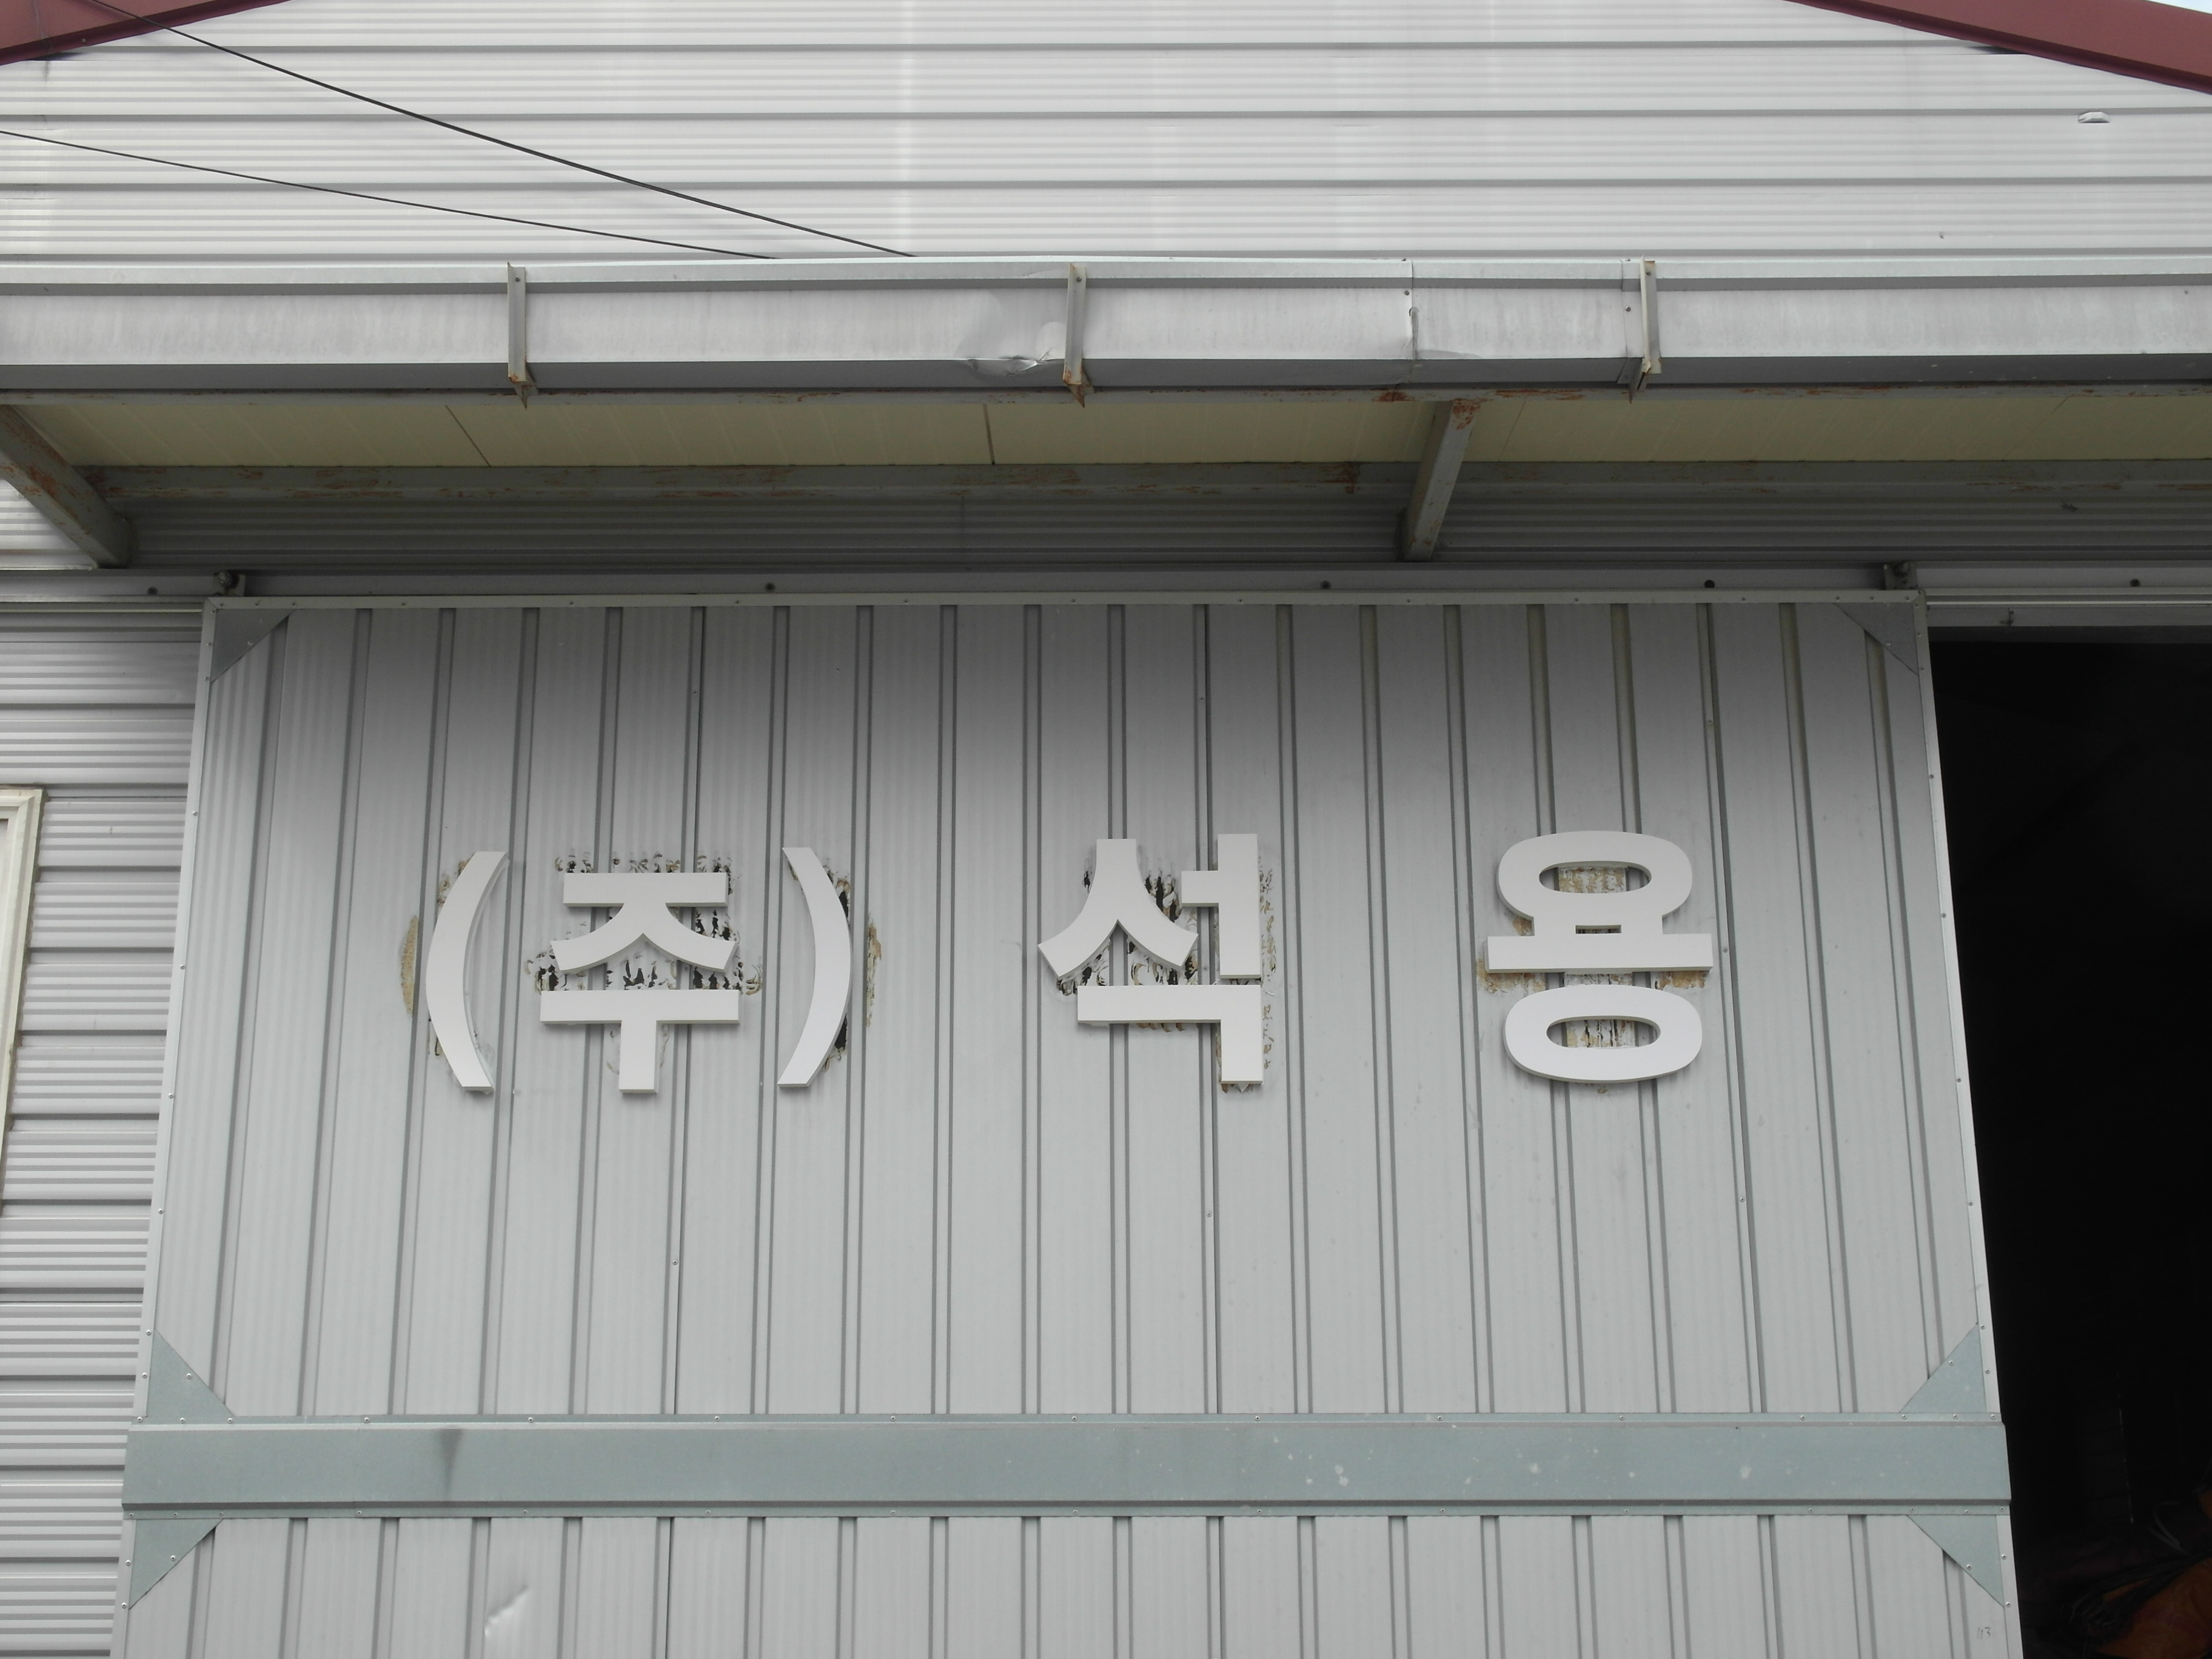 (주) 석 용